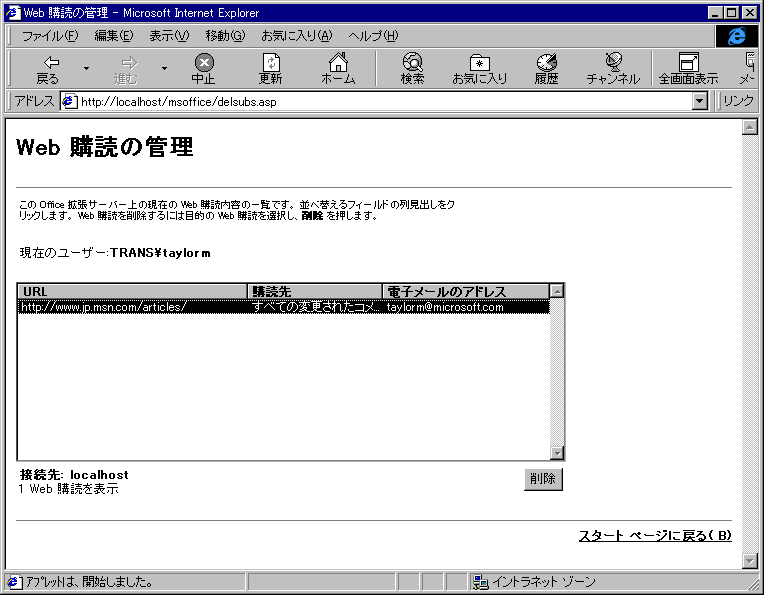 Web 購読の管理 - Microsoft Internet Explorer
ファイル(F) 編集(E) 表示(V) 移動(G) お気に入り(A) ヘルプ(H)
戻る 進む 中止 更新 ホーム 検索 お気に入り 履歴 チャンネル 全画面表示
アドレス http://localhost/msoffice/delsubs.asp リンク
Web 購読の管理
この Office 拡張サーバー上の現在の Web 購読内容の一覧です。並べ替えるフィールドの列見出しをク
リックします。Web 購読を削除するには目的の Web 購読を選択し、削除 を押します。
現在のユーザー:TRANS¥taylorm
URL 購読先 電子メールのアドレス
http://www.jp.msn.com/articles/ すべての変更されたコメ... taylorm@microsoft.com
接続先: localhost
1 Web 購読を表示
削除
スタート ページに戻る( B)
アプレットは、開始しました。 イントラネット ゾーン